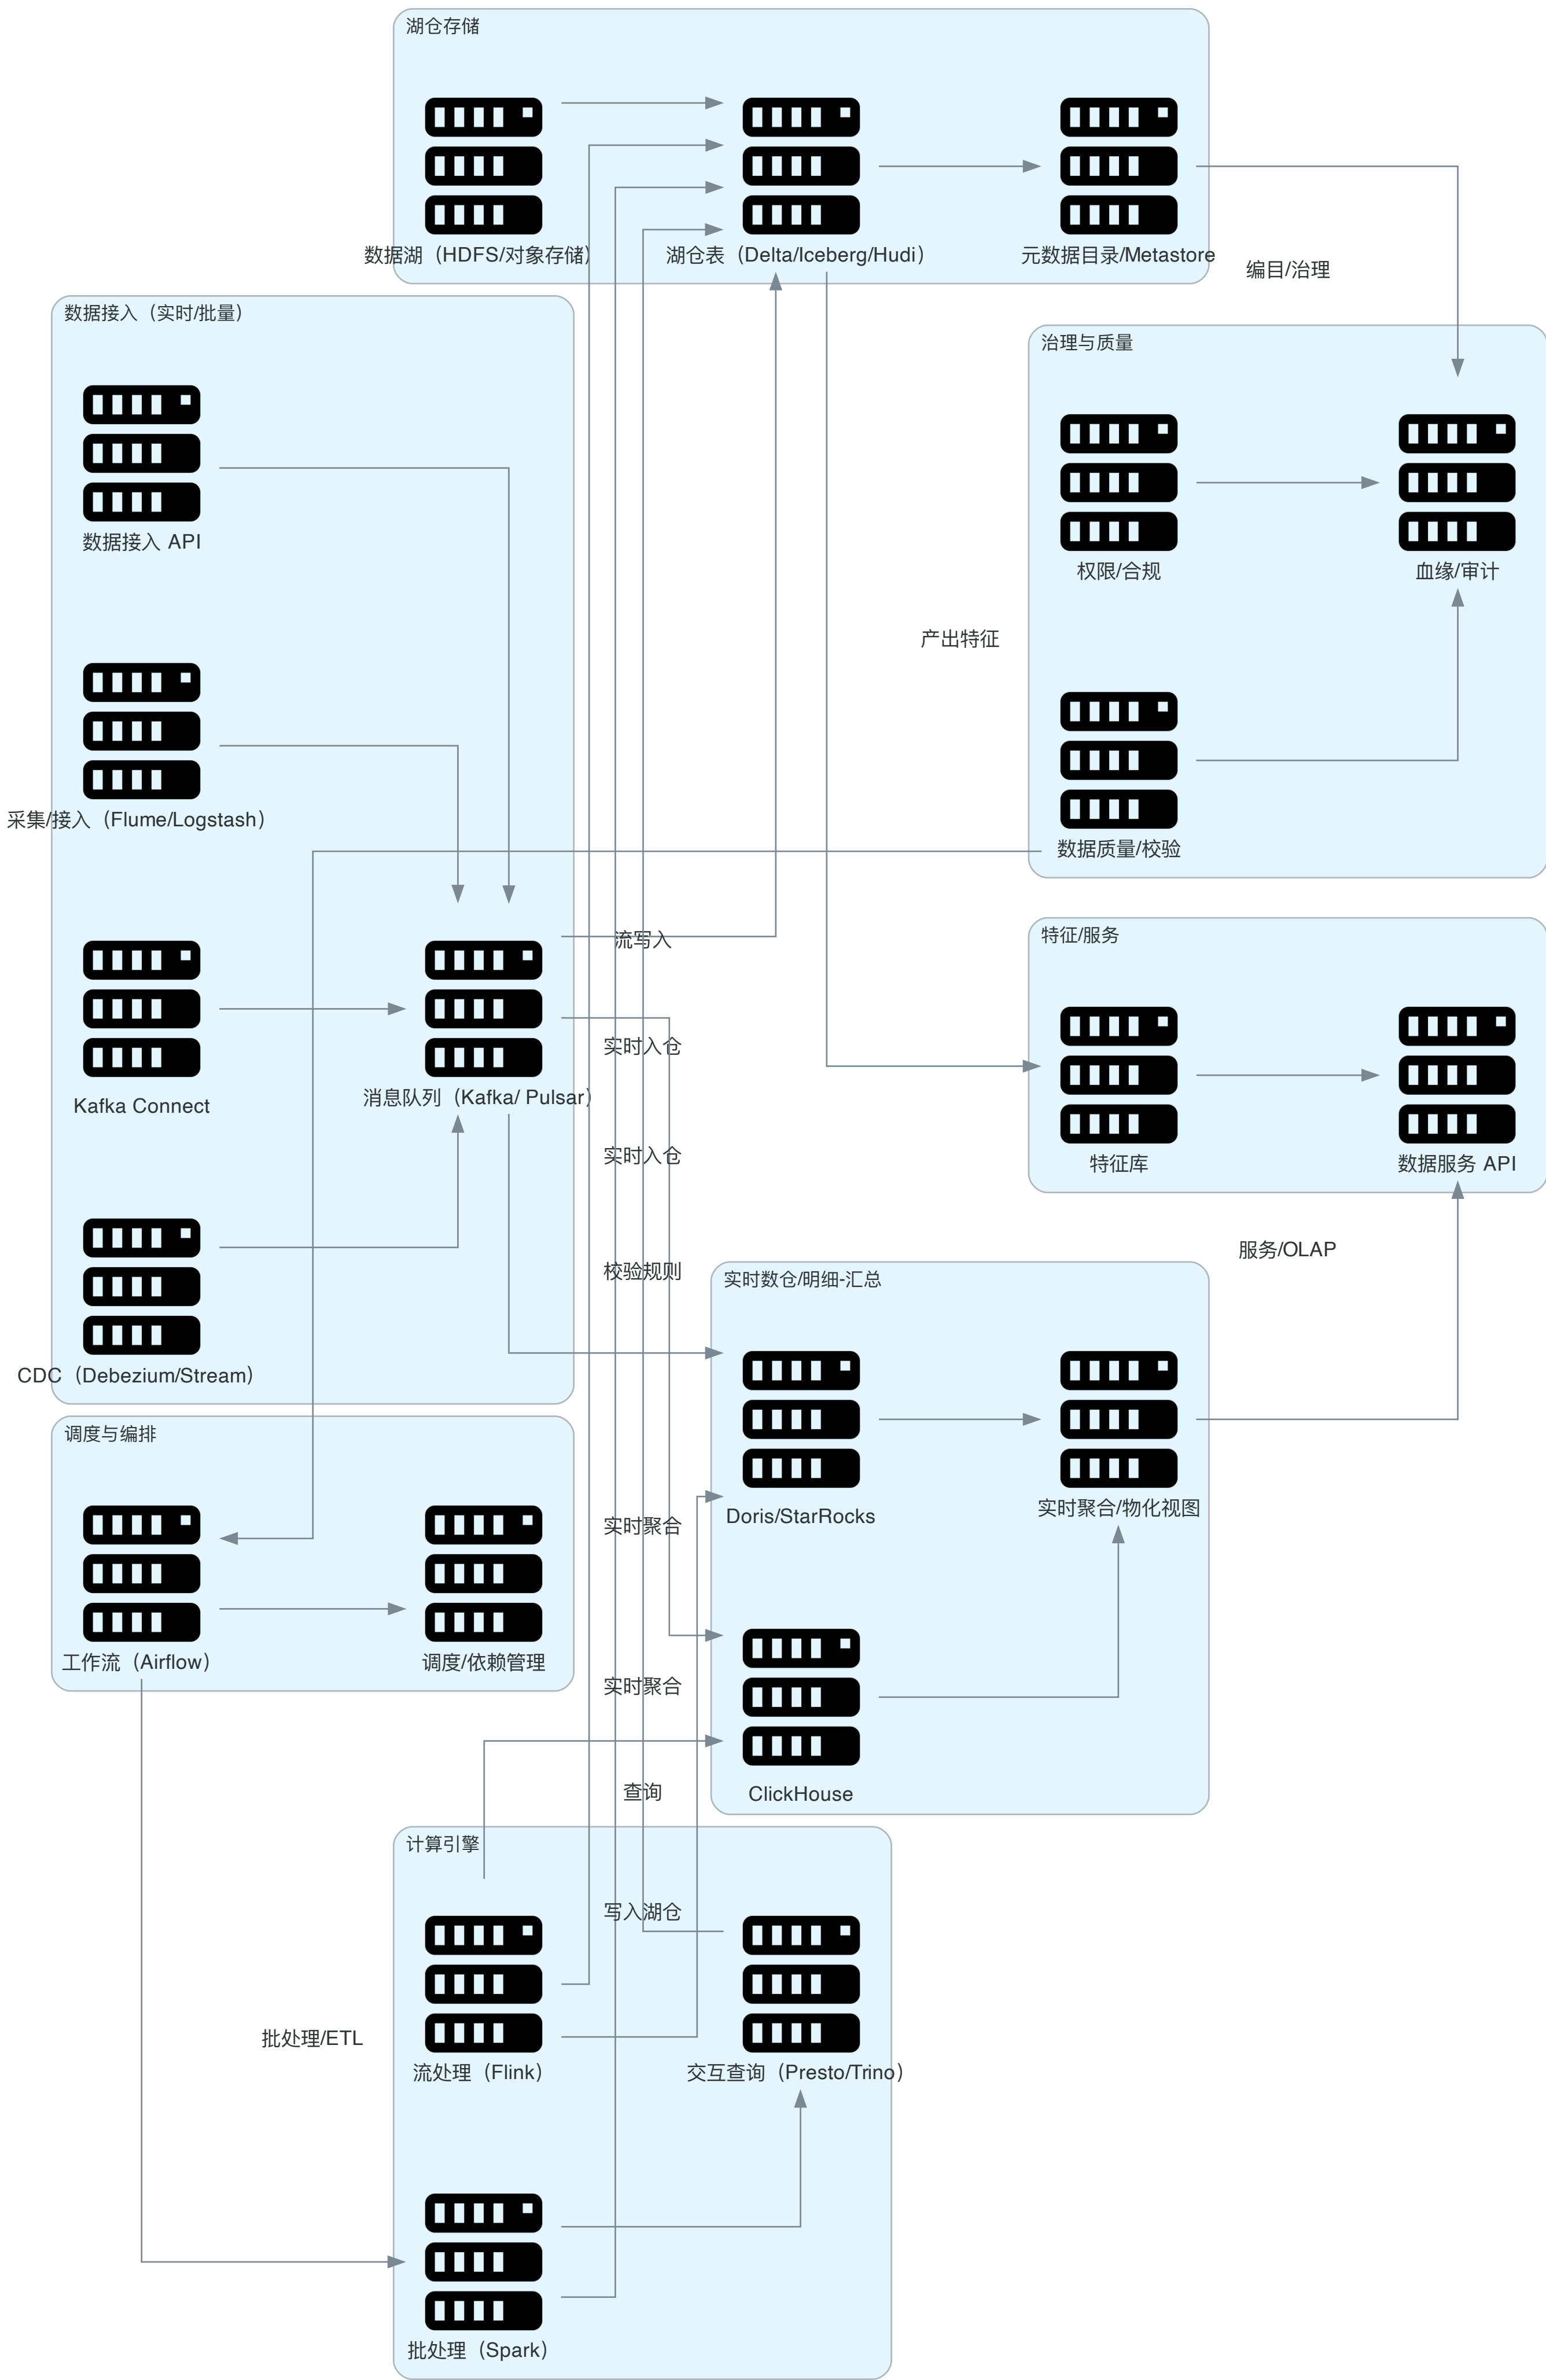 湖仓存储
数据湖（HDFS/对象存储）
湖仓表（Delta/Iceberg/Hudi）
元数据目录/Metastore
编目/治理
数据接入（实时/批量）
数据接入 API
采集/接入（Flume/Logstash）
Kafka Connect
消息队列（Kafka/ Pulsar）
CDC（Debezium/Stream）
治理与质量
权限/合规
血缘/审计
产出特征
数据质量/校验
流写入
实时入仓
实时入仓
校验规则
特征/服务
特征库
数据服务 API
服务/OLAP
实时数仓/明细-汇总
Doris/StarRocks
实时聚合/物化视图
ClickHouse
调度与编排
工作流（Airflow）
调度/依赖管理
实时聚合
实时聚合
查询
写入湖仓
批处理/ETL
计算引擎
流处理（Flink）
交互查询（Presto/Trino）
批处理（Spark）